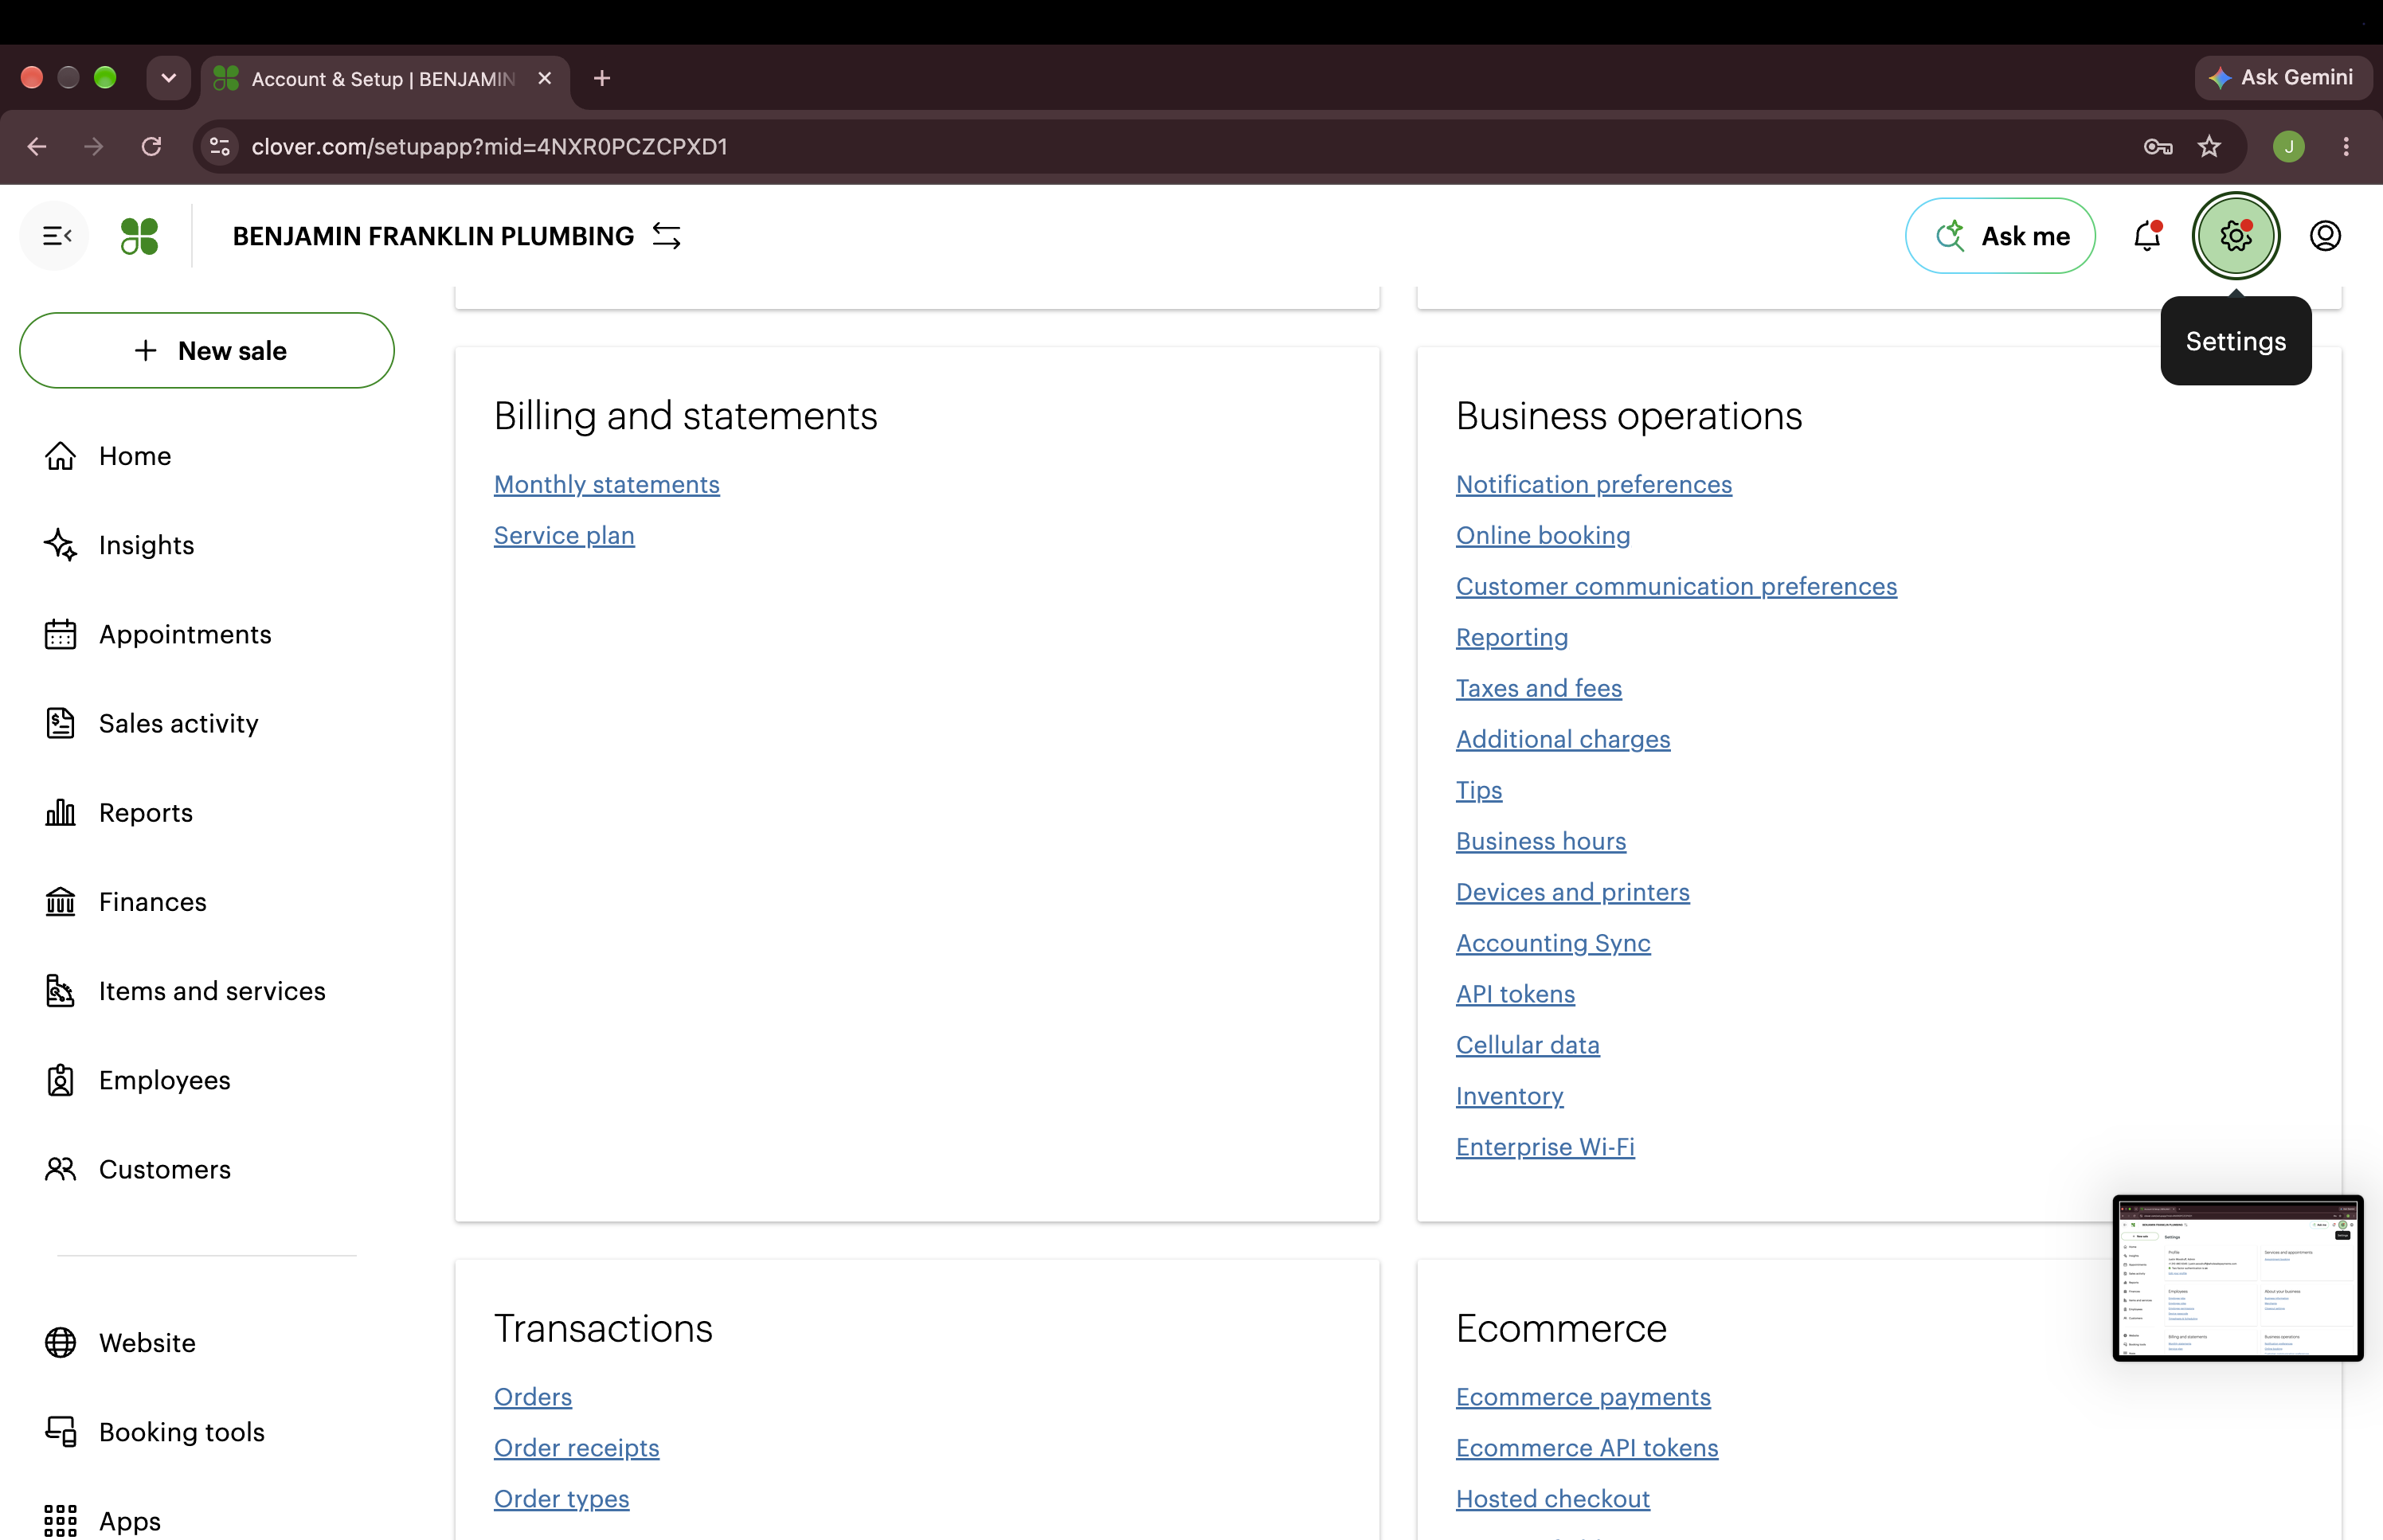 Account & Setup | BENJAMIN
Ask Gemini
clover.com/setupapp?mid=4NXR0PCZCPXD1
J
BENJAMIN FRANKLIN PLUMBING
Ask me
Settings
New sale
Home
Insights
Appointments
Sales activity
Reports
Finances
Items and services
Employees
Customers
Website
Booking tools
Apps
Billing and statements
Monthly statements
Service plan
Business operations
Notification preferences
Online booking
Customer communication preferences
Reporting
Taxes and fees
Additional charges
Tips
Business hours
Devices and printers
Accounting Sync
API tokens
Cellular data
Inventory
Enterprise Wi-Fi
Transactions
Orders
Order receipts
Order types
Ecommerce
Ecommerce payments
Ecommerce API tokens
Hosted checkout